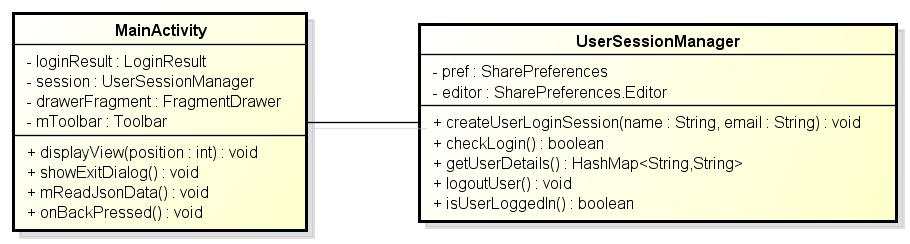 MainActivity
- loginResult : LoginResult
- session : UserSessionManager
- drawerFragment : FragmentDrawer
- mToolbar : Toolbar
+ displayView(position : int) : void
+ showExitDialog() : void
+ mReadJsonData() : void
+ onBackPressed() : void
UserSessionManager
- pref : SharePreferences
- editor : SharePreferences.Editor
+ createUserLoginSession(name : String, email : String) : void
+ checkLogin() : boolean
+ getUserDetails() : HashMap<String,String>
+ logoutUser() : void
+ isUserLoggedIn() : boolean